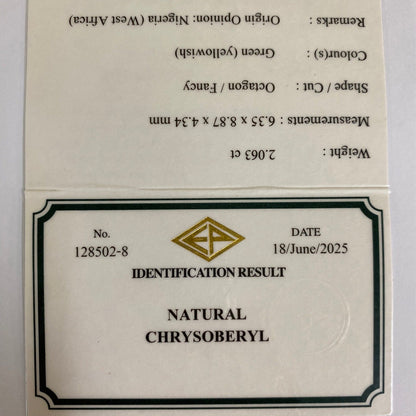 Weight : 2.063 ct
Measurements : 6.35 x 8.87 x 4.34 mm
Shape / Cut : Octagon / Fancy
Colour(s) : Green (yellowish)
Remarks : Origin Opinion: Nigeria (West Africa)
No.
128502-8
EP
DATE
18/June/2025
IDENTIFICATION RESULT
NATURAL
CHRYSOBERYL